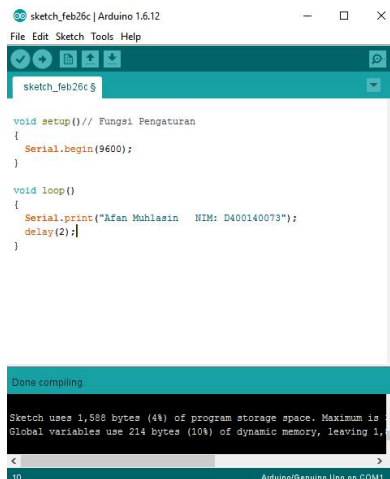 sketch_feb26c | Arduino 1.6.12
File Edit Sketch Tools Help
sketch_feb26c §
void setup()// Fungsi Pengaturan
{
  Serial.begin(9600);
}
void loop()
{
  Serial.print("Afan Muhlasin   NIM: D400140073");
  delay(2);
}
Done compiling.
Sketch uses 1,588 bytes (4%) of program storage space. Maximum is
Global variables use 214 bytes (10%) of dynamic memory, leaving 1,
10 Arduino/Genuino Uno on COM1